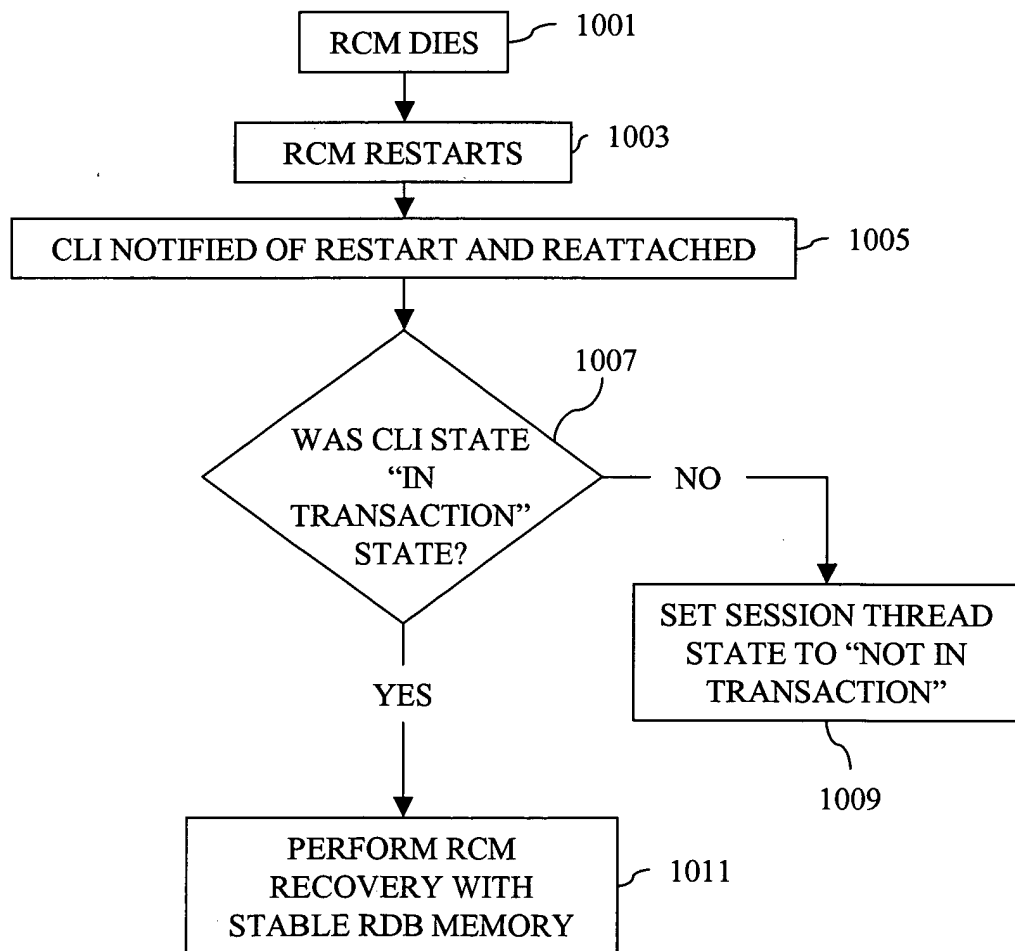 RCM DIES
1001
RCM RESTARTS
1003
CLI NOTIFIED OF RESTART AND REATTACHED
1005
1007
WAS CLI STATE
“IN
TRANSACTION”
STATE?
NO
SET SESSION THREAD
STATE TO “NOT IN
TRANSACTION”
1009
YES
PERFORM RCM
RECOVERY WITH
STABLE RDB MEMORY
1011